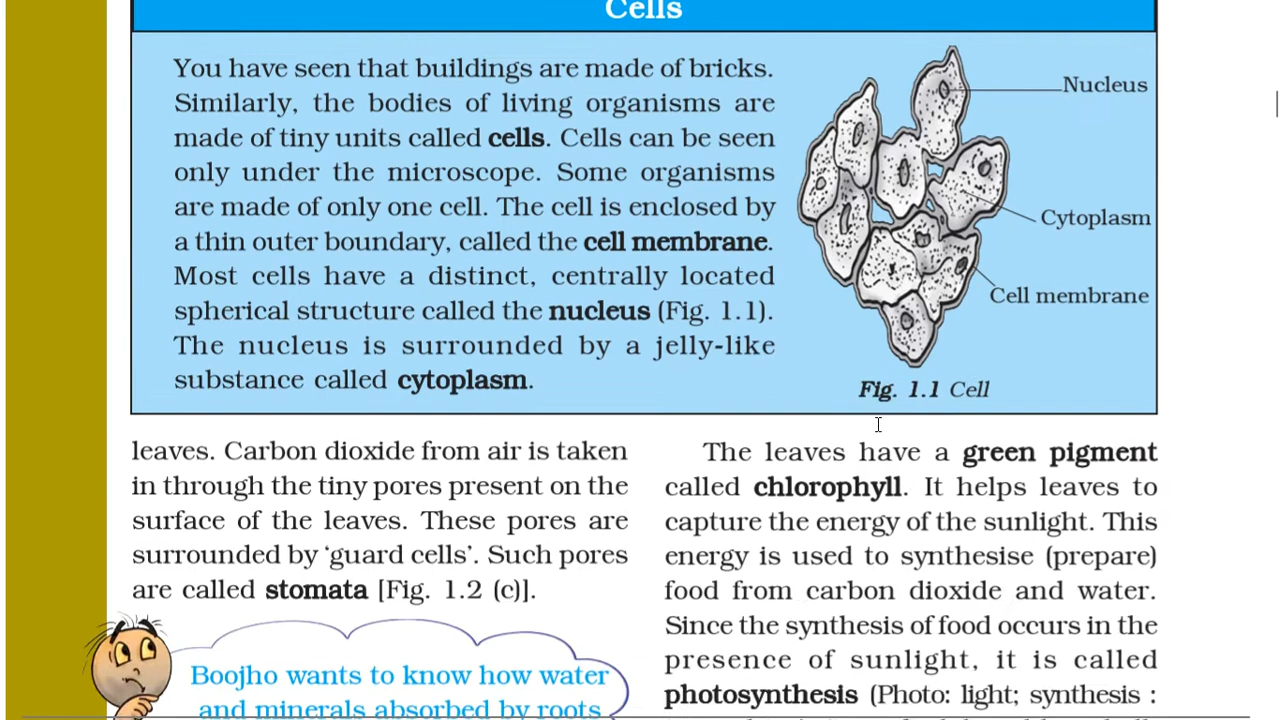 Cells
You have seen that buildings are made of bricks.
Similarly, the bodies of living organisms are
made of tiny units called cells. Cells can be seen
only under the microscope. Some organisms
are made of only one cell. The cell is enclosed by
a thin outer boundary, called the cell membrane.
Most cells have a distinct, centrally located
spherical structure called the nucleus (Fig. 1.1).
The nucleus is surrounded by a jelly-like
substance called cytoplasm.
Nucleus
Cytoplasm
Cell membrane
Fig. 1.1 Cell
leaves. Carbon dioxide from air is taken
in through the tiny pores present on the
surface of the leaves. These pores are
surrounded by ‘guard cells’. Such pores
are called stomata [Fig. 1.2 (c)].
Boojho wants to know how water
and minerals absorbed by roots
The leaves have a green pigment
called chlorophyll. It helps leaves to
capture the energy of the sunlight. This
energy is used to synthesise (prepare)
food from carbon dioxide and water.
Since the synthesis of food occurs in the
presence of sunlight, it is called
photosynthesis (Photo: light; synthesis :